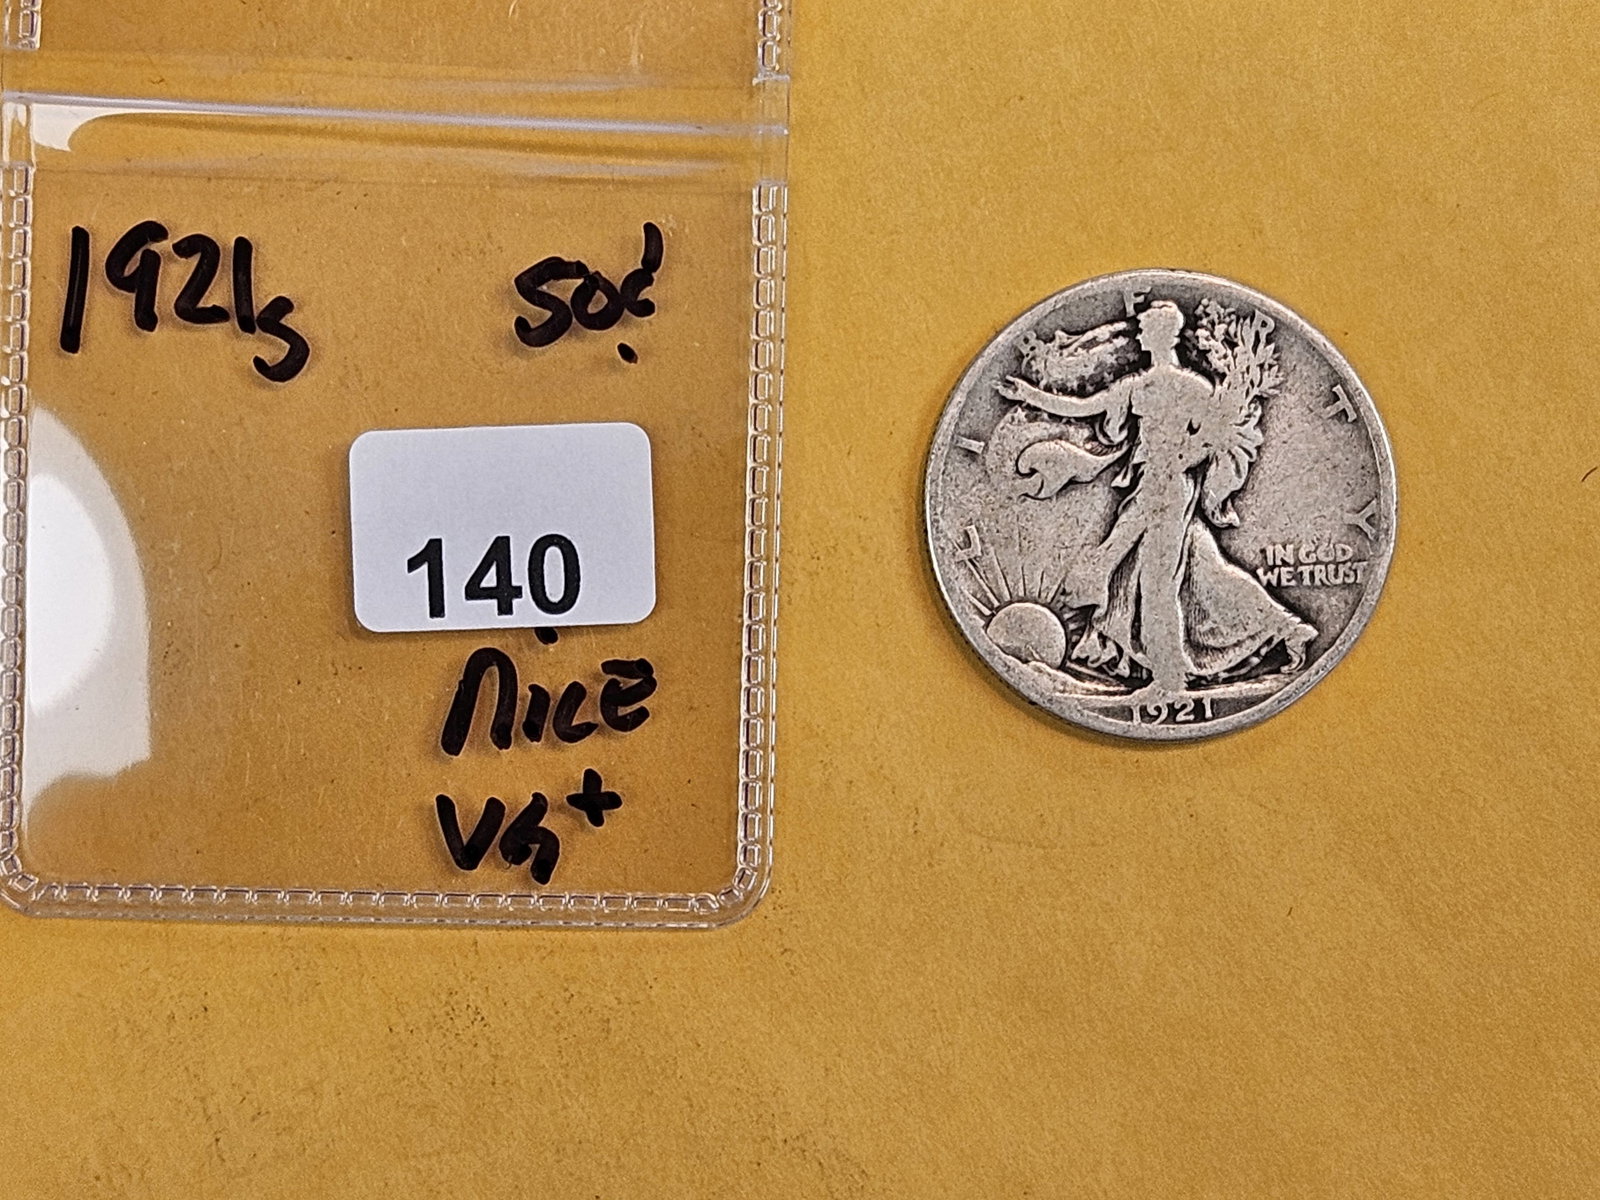 1921s 50¢
140
NICE
VG+
LIBERTY
IN GOD
WE TRUST
1921